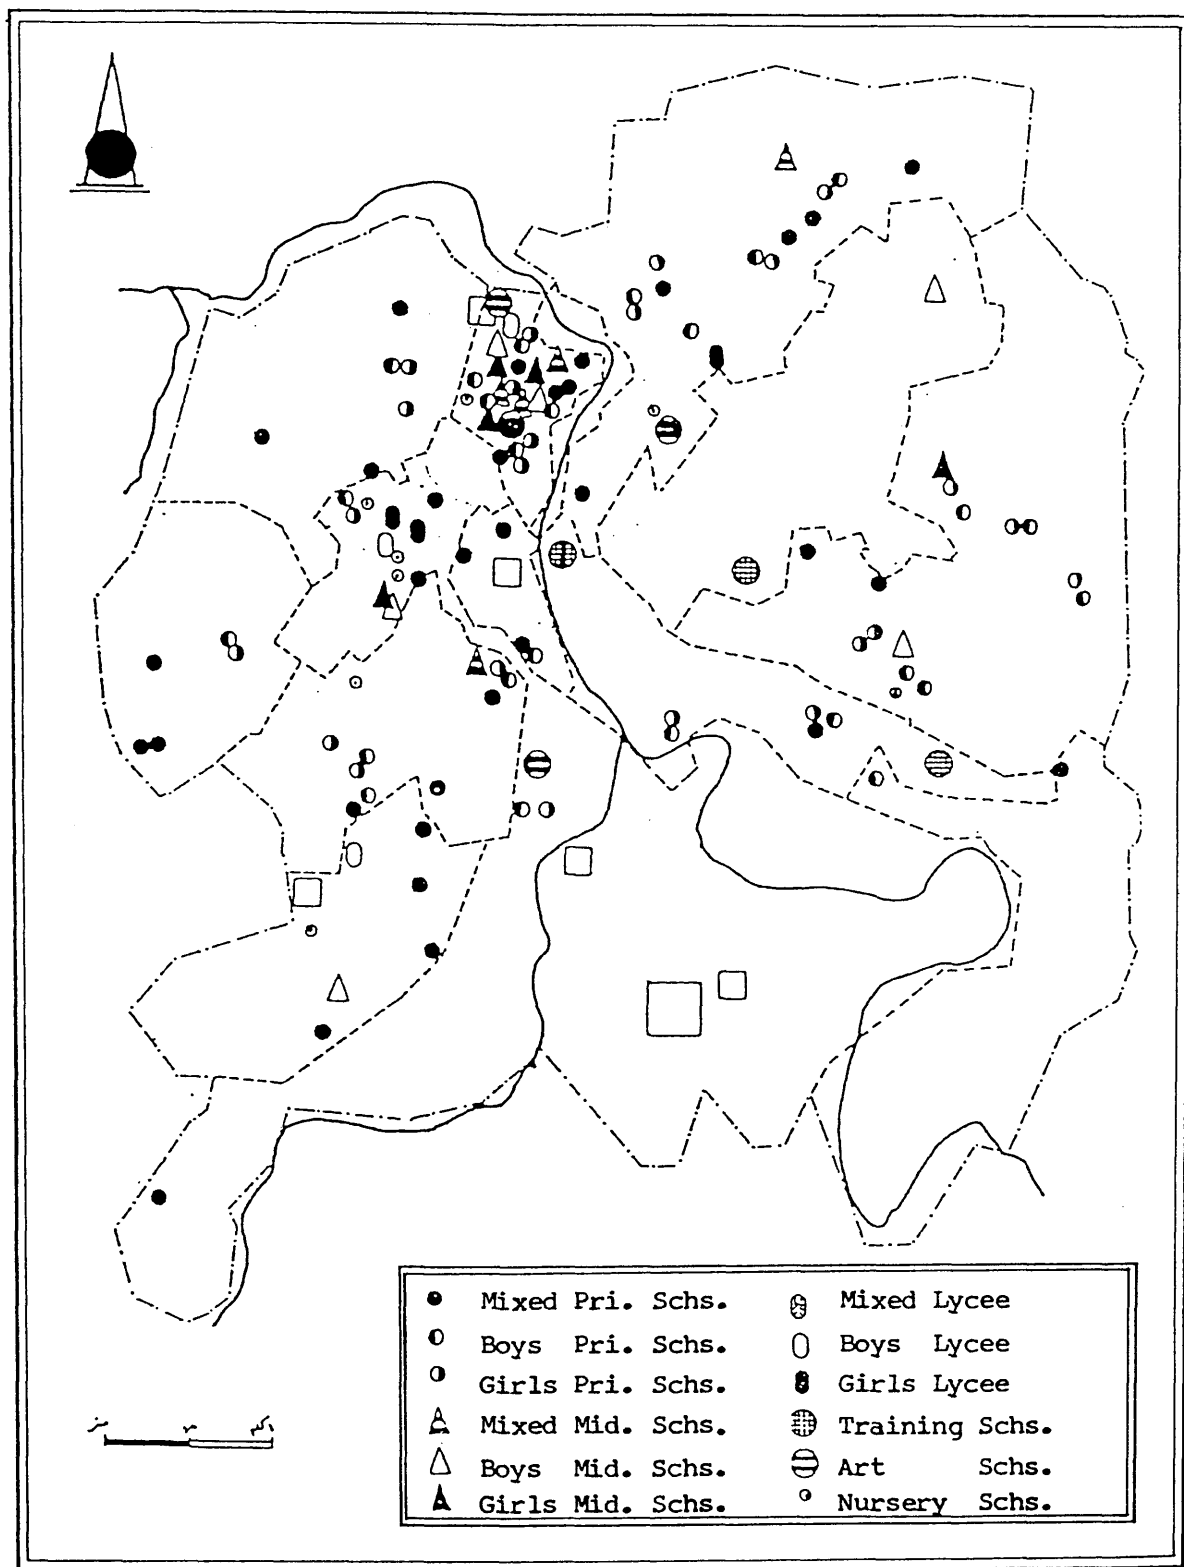 Mixed Pri. Schs.
Boys Pri. Schs.
Girls Pri. Schs.
Mixed Mid. Schs.
Boys Mid. Schs.
Girls Mid. Schs.
Mixed Lycee
Boys Lycee
Girls Lycee
Training Schs.
Art Schs.
Nursery Schs.